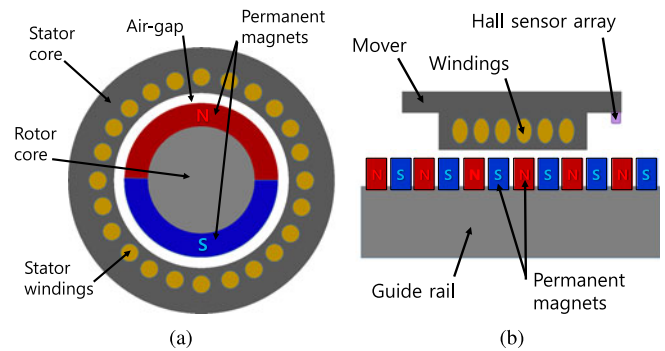 Stator
core
Air-gap
Permanent
magnets
N
Rotor
core
S
Stator
windings
(a)
Hall sensor
array
Mover
Windings
N S N S N S N S N S N S
Guide rail
Permanent
magnets
(b)